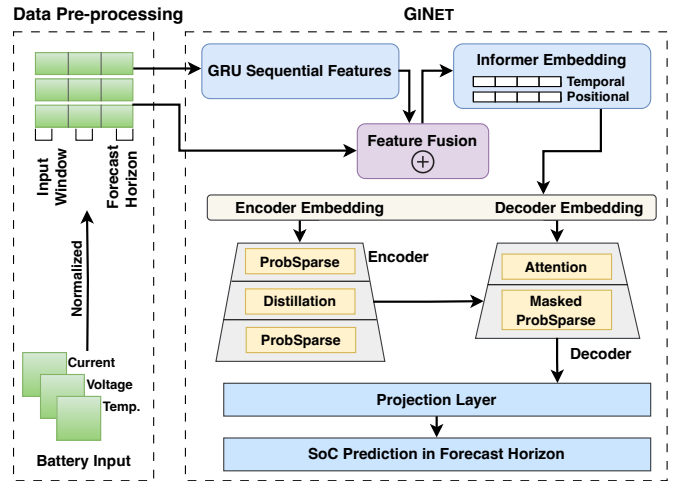 Data Pre-processing
GINET
GRU Sequential Features
Informer Embedding
Temporal
Positional
Feature Fusion
Input
Window
Forecast
Horizon
Encoder Embedding
Decoder Embedding
Encoder
ProbSparse
Distillation
ProbSparse
Attention
Masked
ProbSparse
Decoder
Normalized
Current
Voltage
Temp.
Battery Input
Projection Layer
SoC Prediction in Forecast Horizon